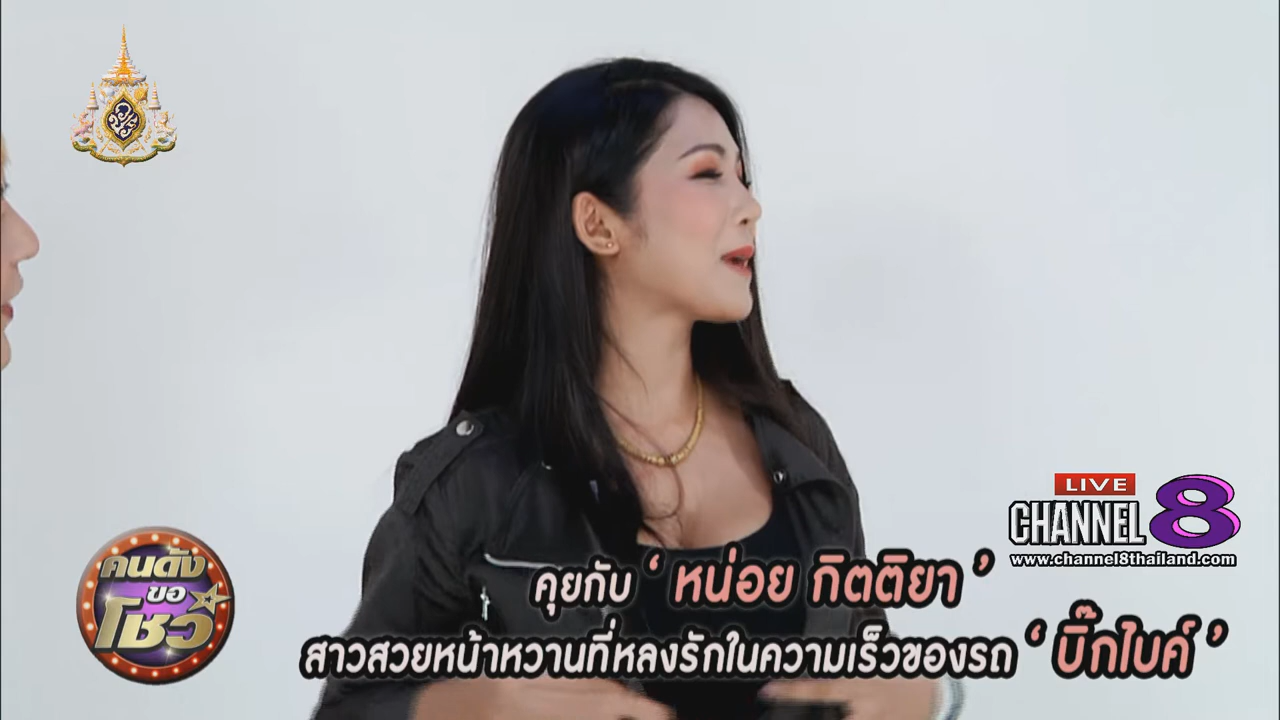 LIVE
CHANNEL 8
www.channel8thailand.com
คนดัง
ขอ
โชว์
คุยกับ ' หน่อย กิตติยา '
สาวสวยหน้าหวานที่หลงรักในความเร็วของรถ ' บิ๊กไบค์ '